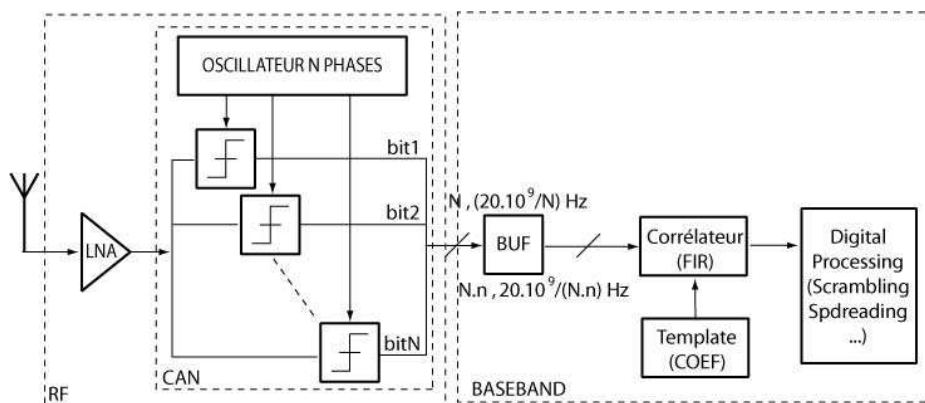 OSCILLATEUR N PHASES
bit1
bit2
bitN
LNA
CAN
RF
N , (20.10⁹/N) Hz
BUF
N.n , 20.10⁹/(N.n) Hz
Corrélateur
(FIR)
Template
(COEF)
Digital
Processing
(Scrambling
Spdreading
...)
BASEBAND